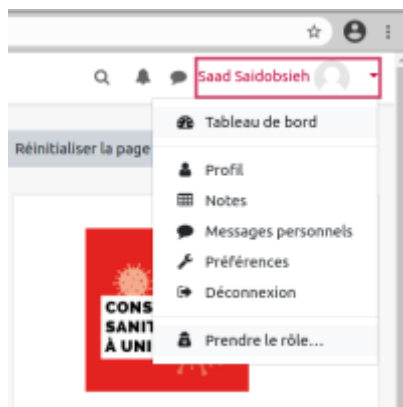 Saad Saidobsieh
Tableau de bord
Réinitialiser la page
Profil
Notes
Messages personnels
Préférences
Déconnexion
CONS
SANIT
À UNI
Prendre le rôle...